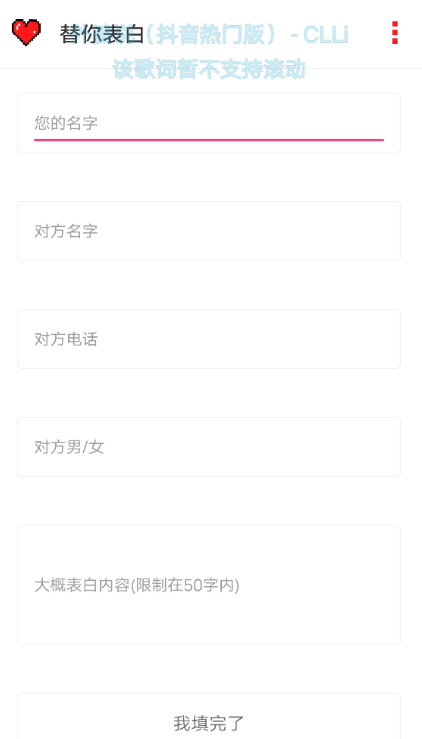 替你表白
（抖音热门版）- CLLi
该歌词暂不支持滚动
您的名字
对方名字
对方电话
对方男/女
大概表白内容(限制在50字内)
我填完了